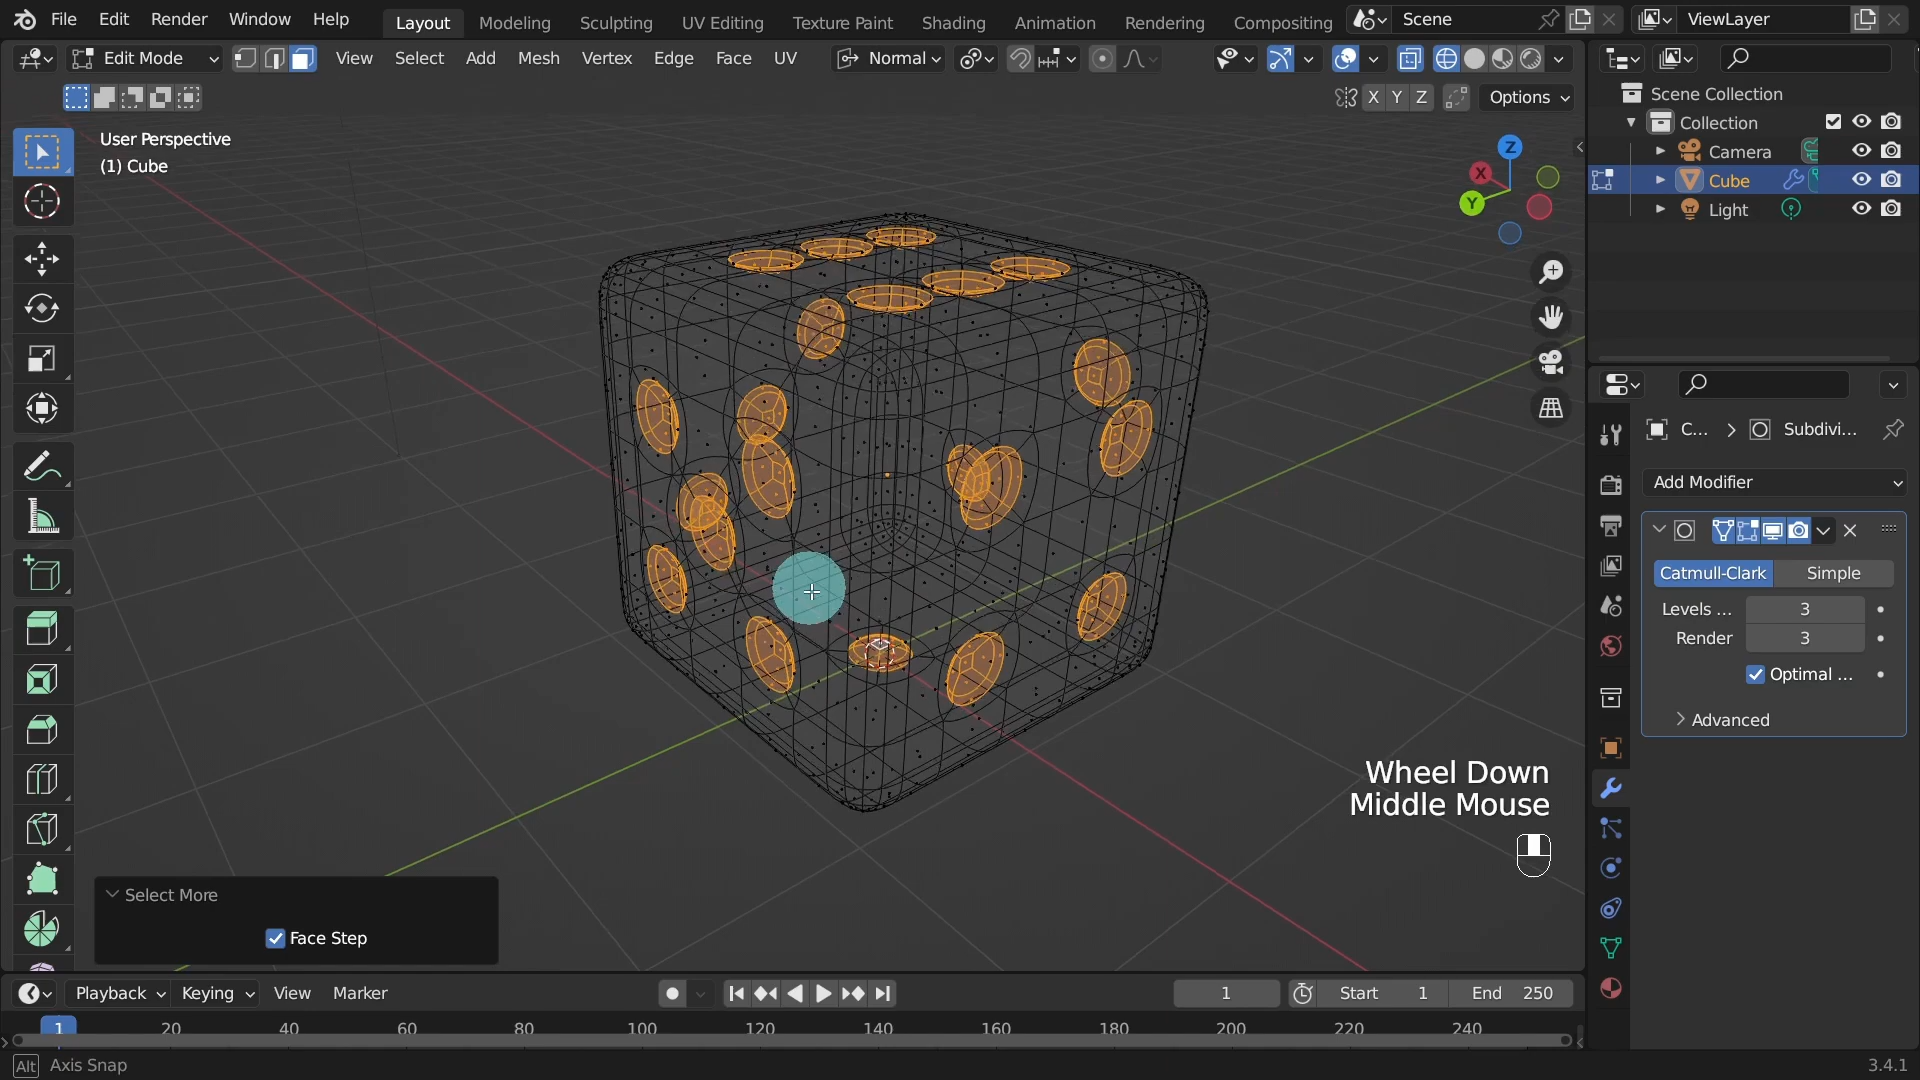 File Edit Render Window Help Layout Modeling Sculpting UV Editing Texture Paint Shading Animation Rendering Compositing Scene ViewLayer
Edit Mode View Select Add Mesh Vertex Edge Face UV Normal
X Y Z Options
User Perspective
(1) Cube
Z
X
Y
Scene Collection
Collection
Camera
Cube
Light
C... Subdivi...
Add Modifier
Catmull-Clark Simple
Levels ... 3
Render 3
Optimal ...
Advanced
Wheel Down
Middle Mouse
Select More
Face Step
Playback Keying View Marker 1 Start 1 End 250
1 20 40 60 80 100 120 140 160 180 200 220 240
Alt Axis Snap 3.4.1